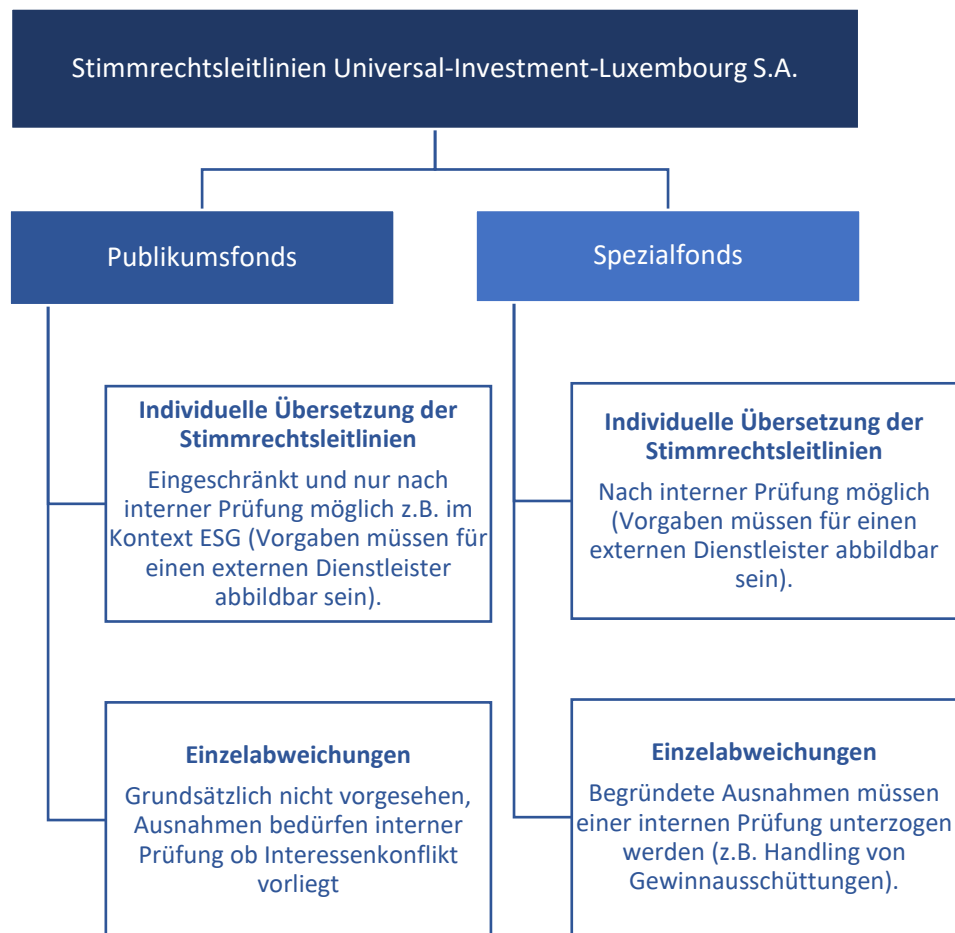 Stimmrechtsleitlinien Universal-Investment-Luxembourg S.A.
Publikumsfonds
Spezialfonds
Individuelle Übersetzung der
Stimmrechtsleitlinien
Eingeschränkt und nur nach
interner Prüfung möglich z.B. im
Kontext ESG (Vorgaben müssen für
einen externen Dienstleister
abbildbar sein).
Individuelle Übersetzung der
Stimmrechtsleitlinien
Nach interner Prüfung möglich
(Vorgaben müssen für einen
externen Dienstleister abbildbar
sein).
Einzelabweichungen
Grundsätzlich nicht vorgesehen,
Ausnahmen bedürfen interner
Prüfung ob Interessenkonflikt
vorliegt
Einzelabweichungen
Begründete Ausnahmen müssen
einer internen Prüfung unterzogen
werden (z.B. Handling von
Gewinnausschüttungen).